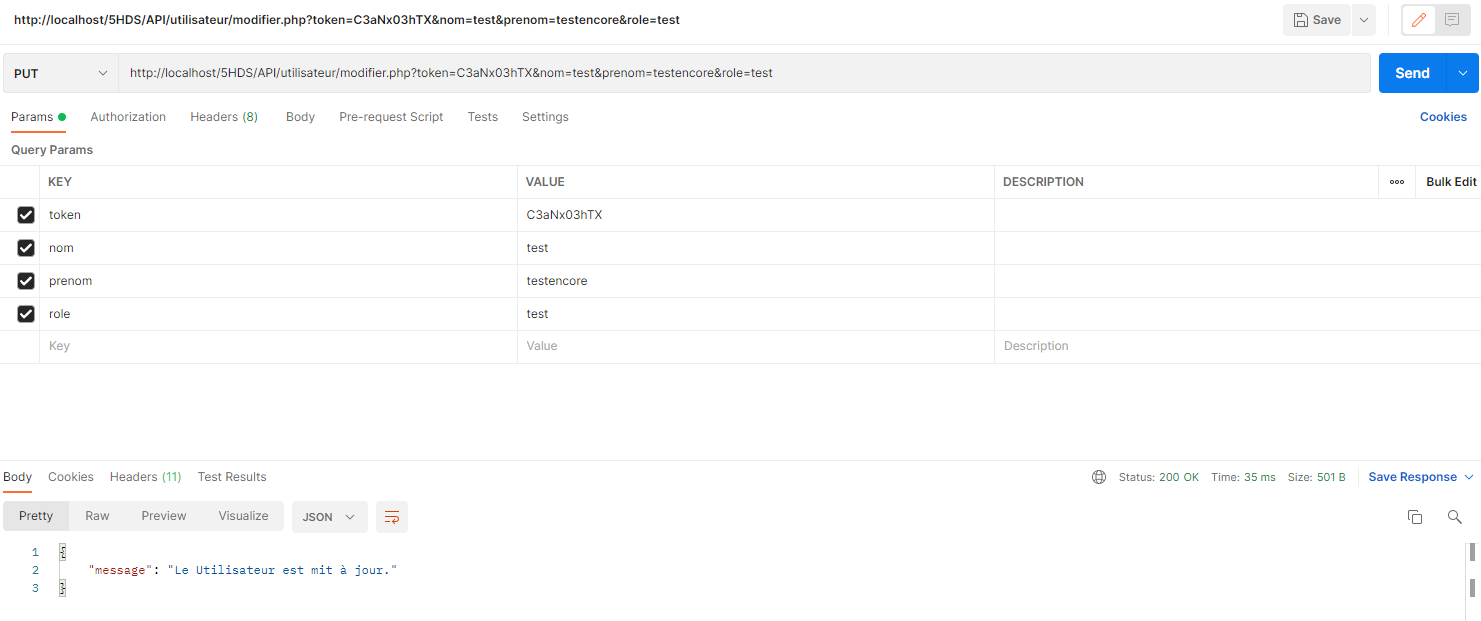 http://localhost/5HDS/API/utilisateur/modifier.php?token=C3aNx03hTX&nom=test&prenom=testencore&role=test Save
PUT http://localhost/5HDS/API/utilisateur/modifier.php?token=C3aNx03hTX&nom=test&prenom=testencore&role=test Send
Params Authorization Headers (8) Body Pre-request Script Tests Settings Cookies
Query Params
KEY VALUE DESCRIPTION ooo Bulk Edit
token C3aNx03hTX
nom test
prenom testencore
role test
Key Value Description
Body Cookies Headers (11) Test Results Status: 200 OK Time: 35 ms Size: 501 B Save Response
Pretty Raw Preview Visualize JSON
1 {
2 "message": "Le Utilisateur est mit à jour."
3 }